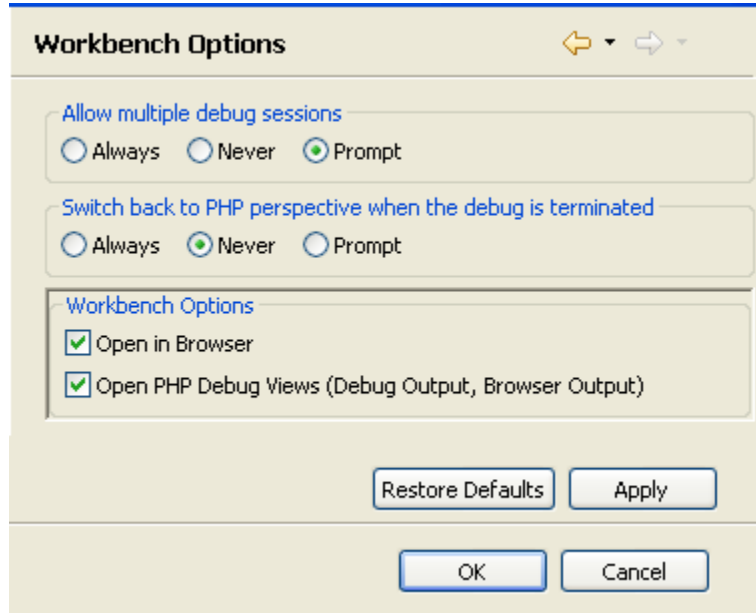 Workbench Options
Allow multiple debug sessions
Always Never Prompt
Switch back to PHP perspective when the debug is terminated
Always Never Prompt
Workbench Options
Open in Browser
Open PHP Debug Views (Debug Output, Browser Output)
Restore Defaults Apply
OK Cancel